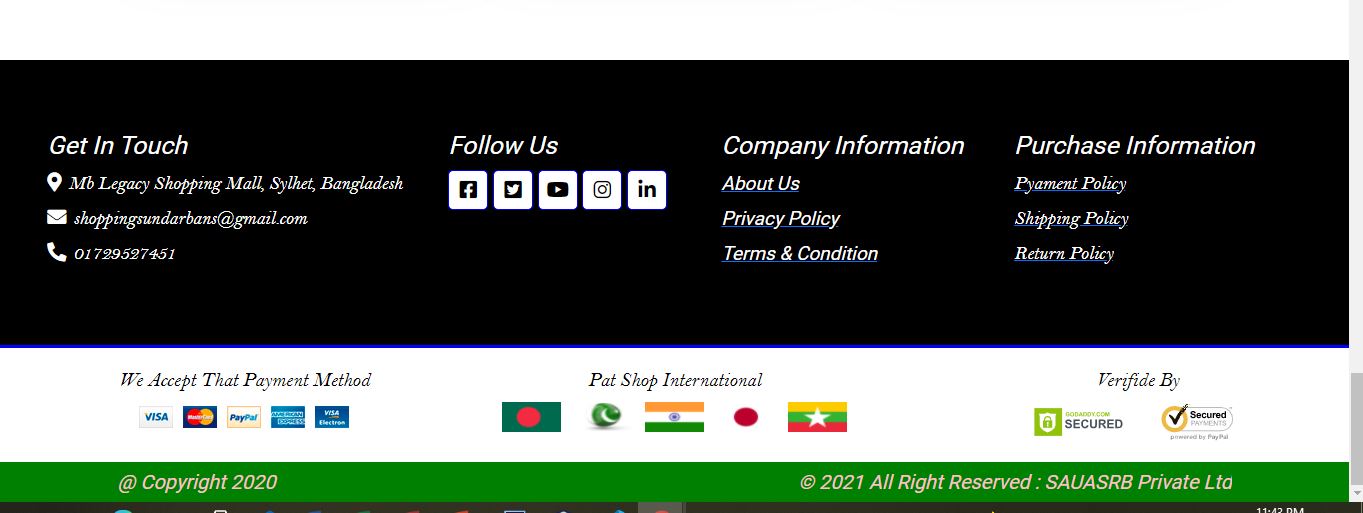 Get In Touch
Mb Legacy Shopping Mall, Sylhet, Bangladesh
shoppingsundarbans@gmail.com
01729527451
Follow Us
Company Information
About Us
Privacy Policy
Terms & Condition
Purchase Information
Pyament Policy
Shipping Policy
Return Policy
We Accept That Payment Method
VISA
MasterCard
PayPal
AMERICAN EXPRESS
VISA Electron
Pat Shop International
Verifide By
GODADDY.COM
SECURED
Secured
PAYMENTS
powered by PayPal
@ Copyright 2020
© 2021 All Right Reserved : SAUASRB Private Ltd
11:43 PM